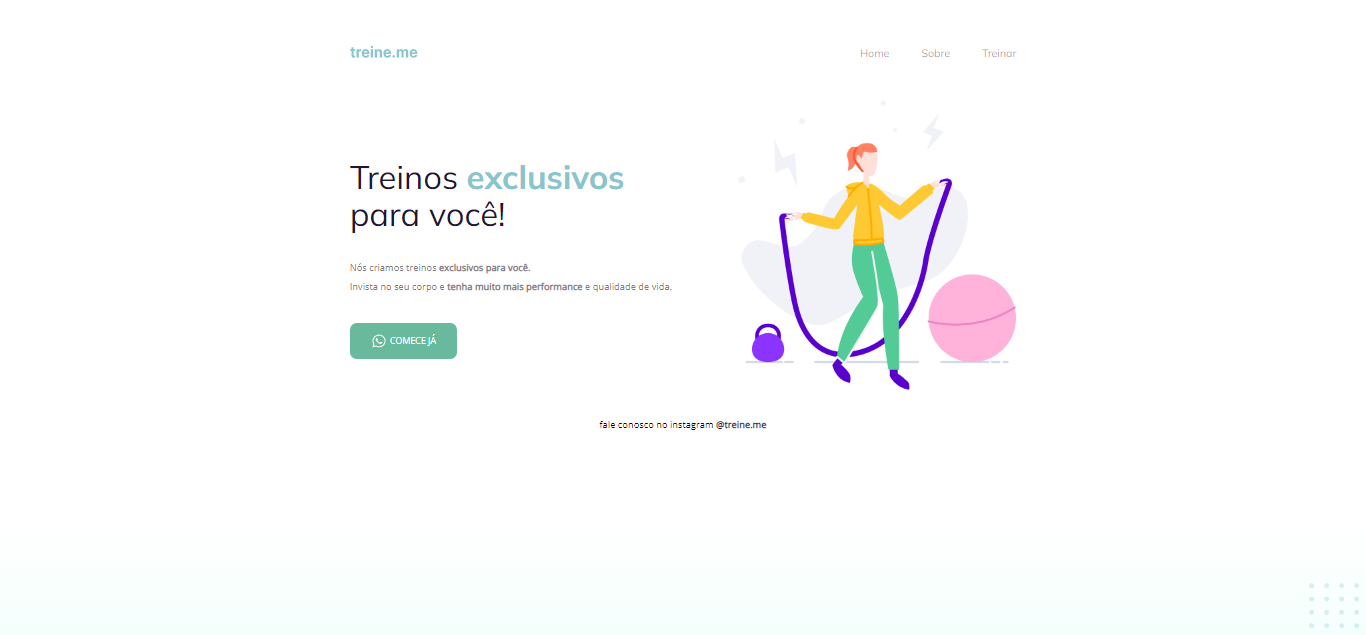 treine.me
Home Sobre Treinar
Treinos exclusivos
para você!
Nós criamos treinos exclusivos para você.
Invista no seu corpo e tenha muito mais performance e qualidade de vida.
COMECE JÁ
fale conosco no instagram @treine.me